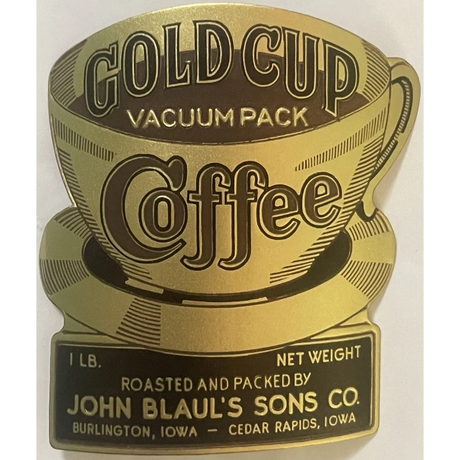 GOLD CUP
VACUUM PACK
Coffee
1 LB. NET WEIGHT
ROASTED AND PACKED BY
JOHN BLAUL'S SONS CO.
BURLINGTON, IOWA — CEDAR RAPIDS, IOWA